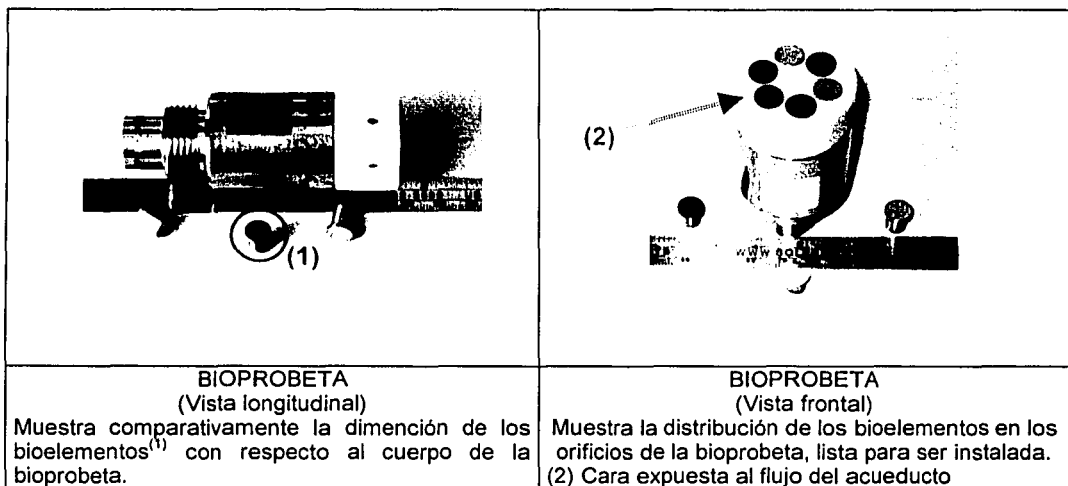 (1)
(2)
BIOPROBETA
(Vista longitudinal)
Muestra comparativamente la dimención de los
bioelementos(1) con respecto al cuerpo de la
bioprobeta.
BIOPROBETA
(Vista frontal)
Muestra la distribución de los bioelementos en los
orificios de la bioprobeta, lista para ser instalada.
(2) Cara expuesta al flujo del acueducto